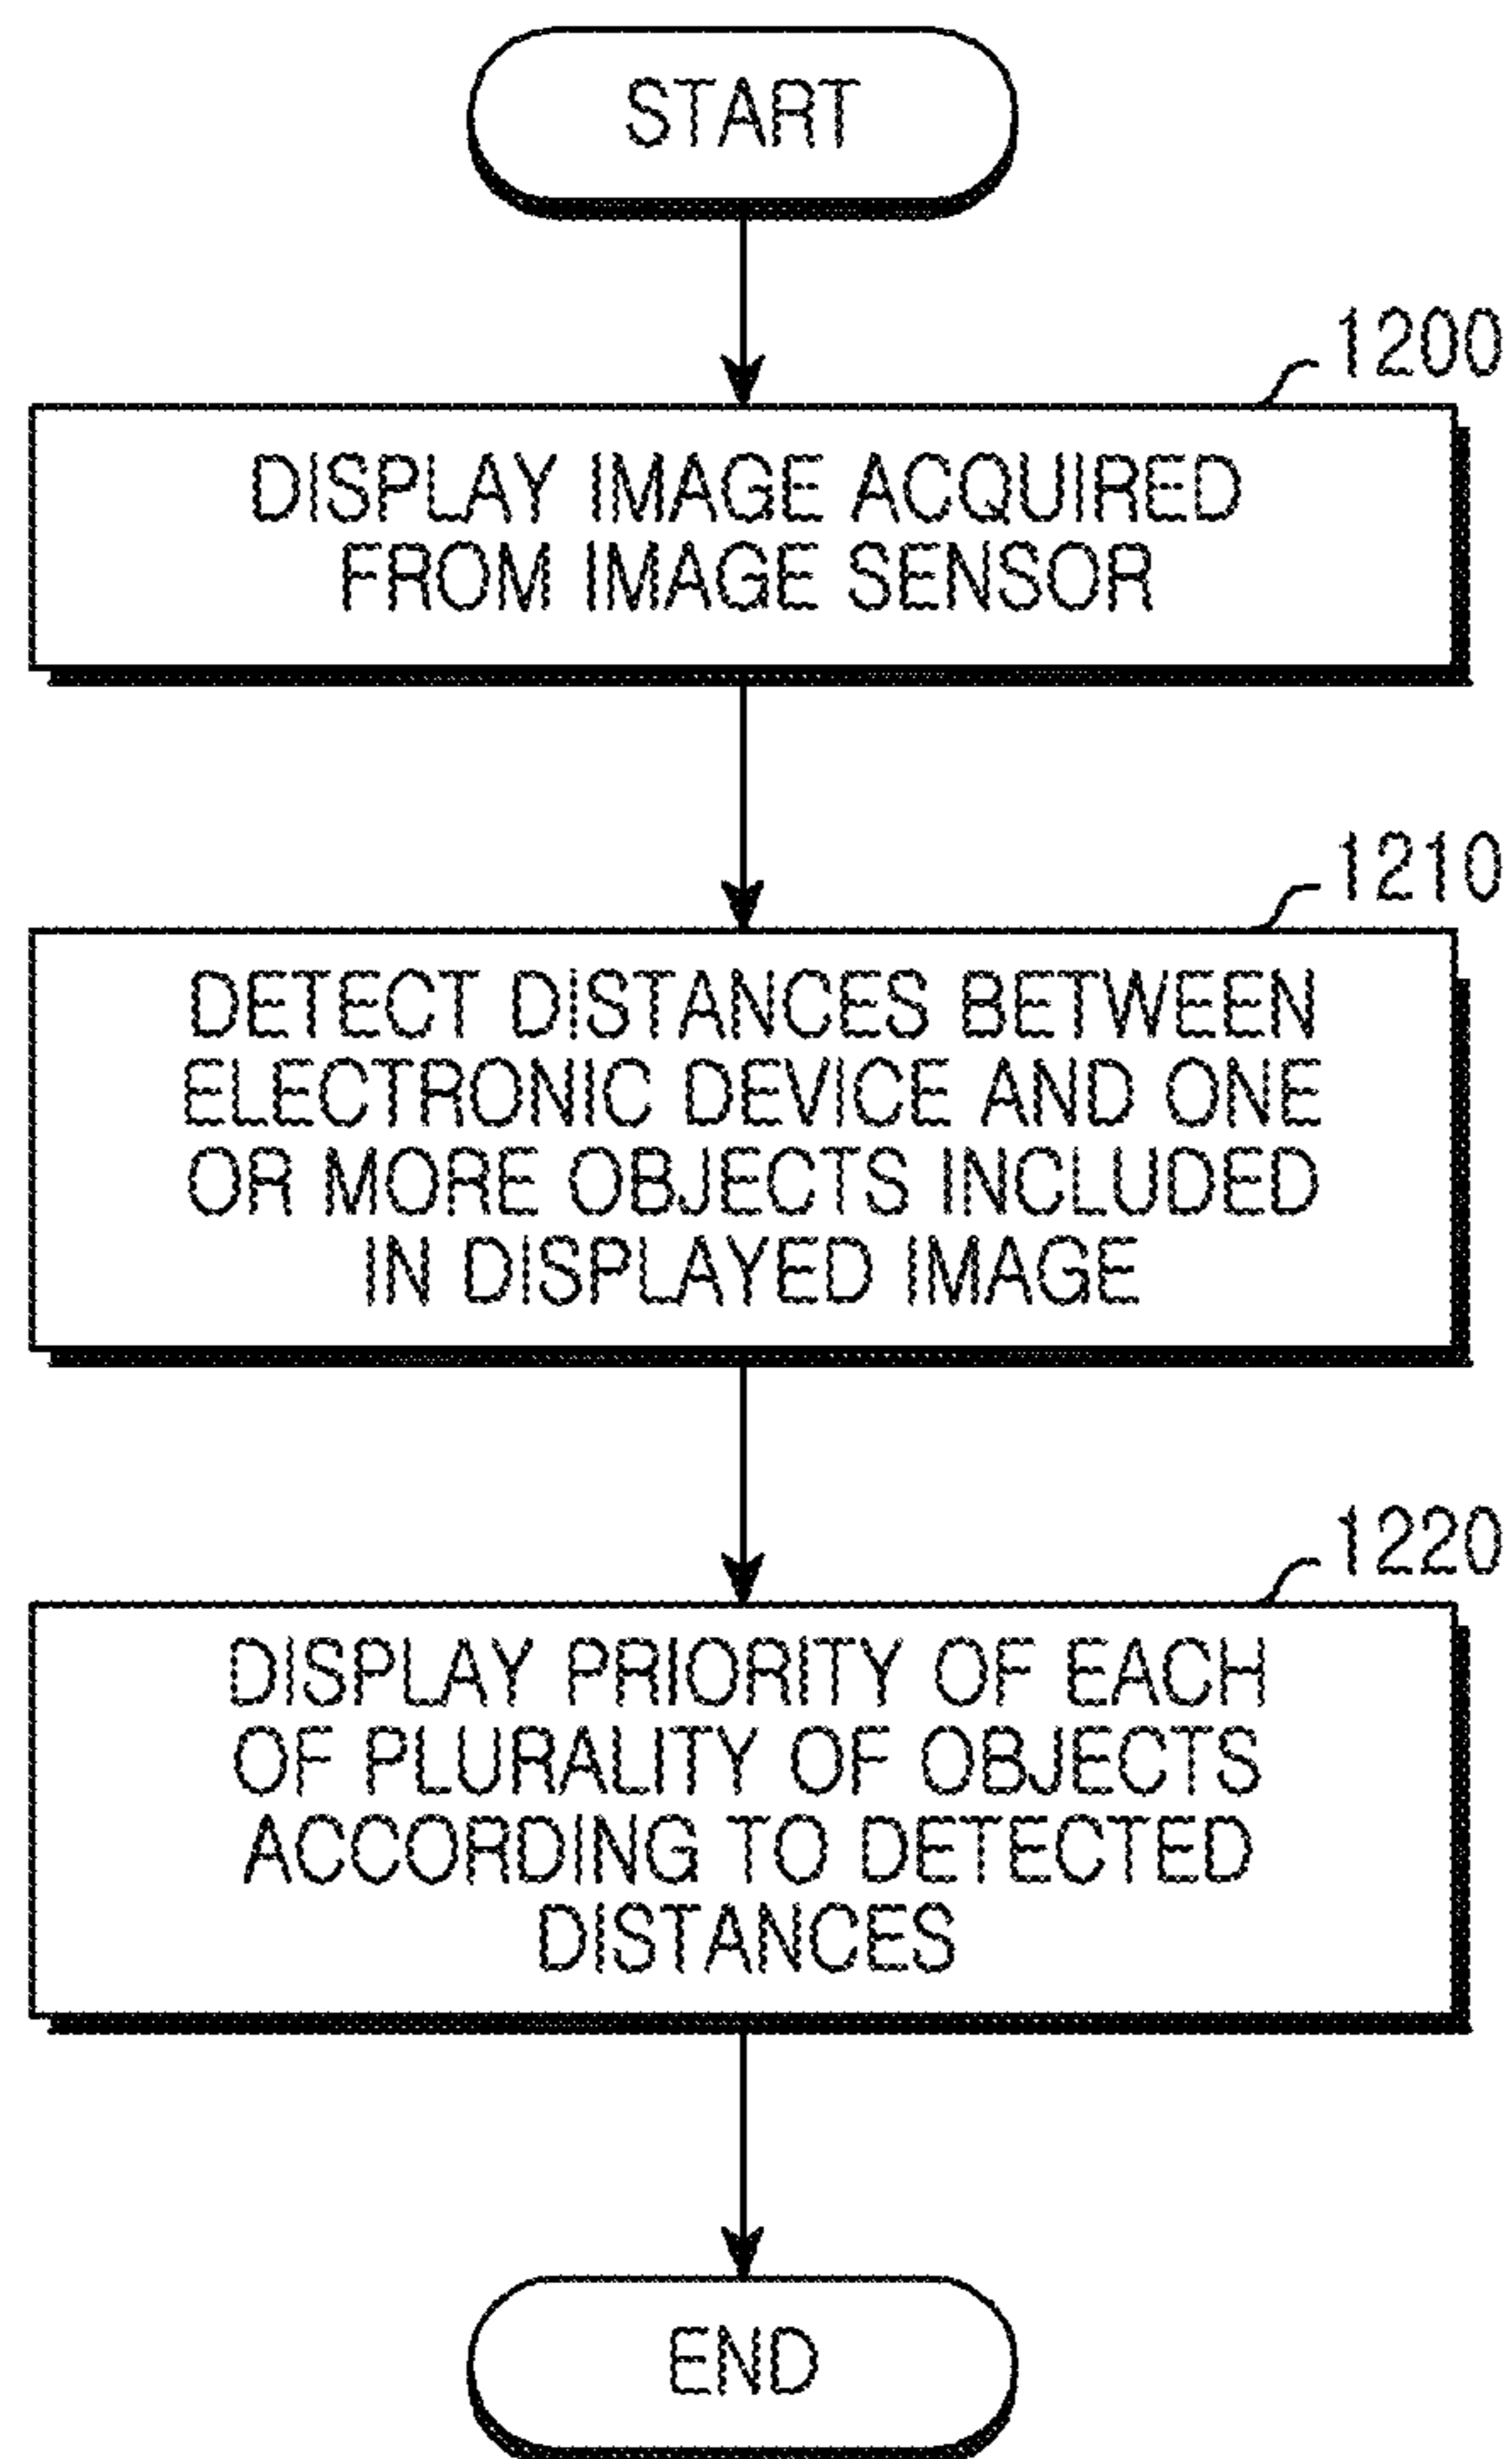 START
1200
DISPLAY IMAGE ACQUIRED
FROM IMAGE SENSOR
1210
DETECT DISTANCES BETWEEN
ELECTRONIC DEVICE AND ONE
OR MORE OBJECTS INCLUDED
IN DISPLAYED IMAGE
1220
DISPLAY PRIORITY OF EACH
OF PLURALITY OF OBJECTS
ACCORDING TO DETECTED
DISTANCES
END